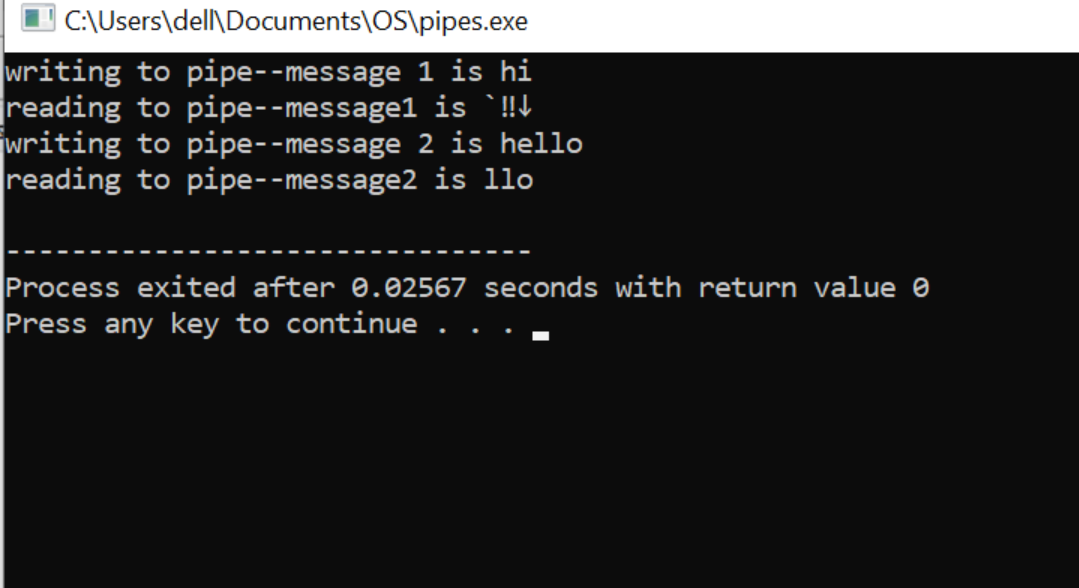 C:\Users\dell\Documents\OS\pipes.exe
writing to pipe--message 1 is hi
reading to pipe--message1 is `‼↓
writing to pipe--message 2 is hello
reading to pipe--message2 is llo
--------------------------------
Process exited after 0.02567 seconds with return value 0
Press any key to continue . . .